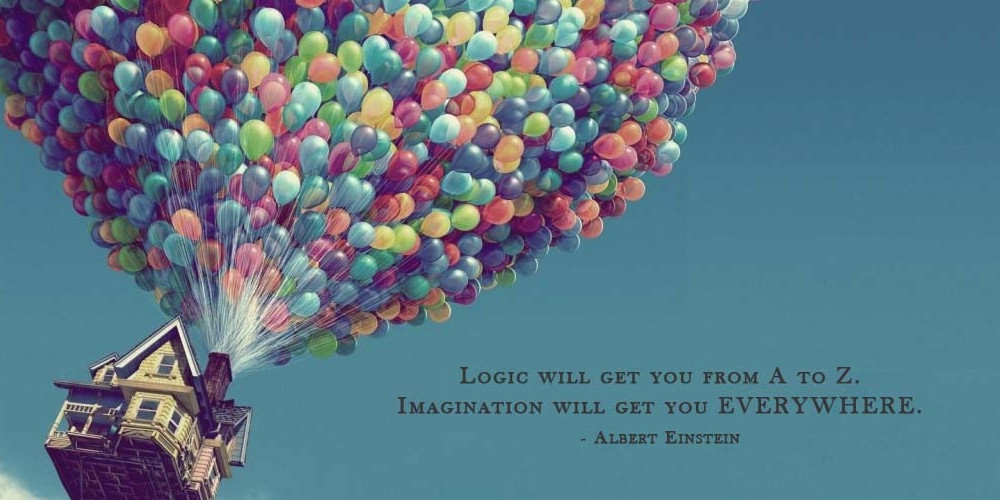 Logic will get you from A to Z.
Imagination will get you EVERYWHERE.
- Albert Einstein